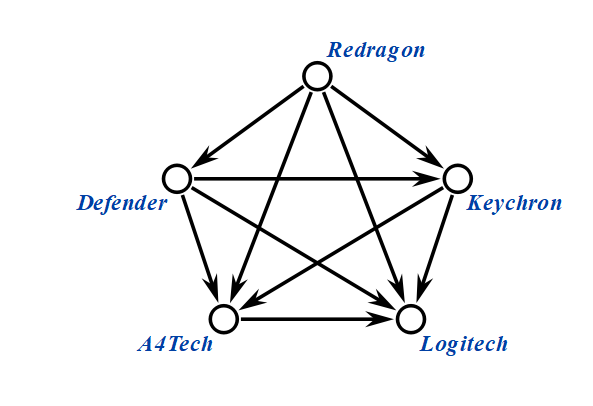 Redragon
Defender
Keychron
A4Tech
Logitech